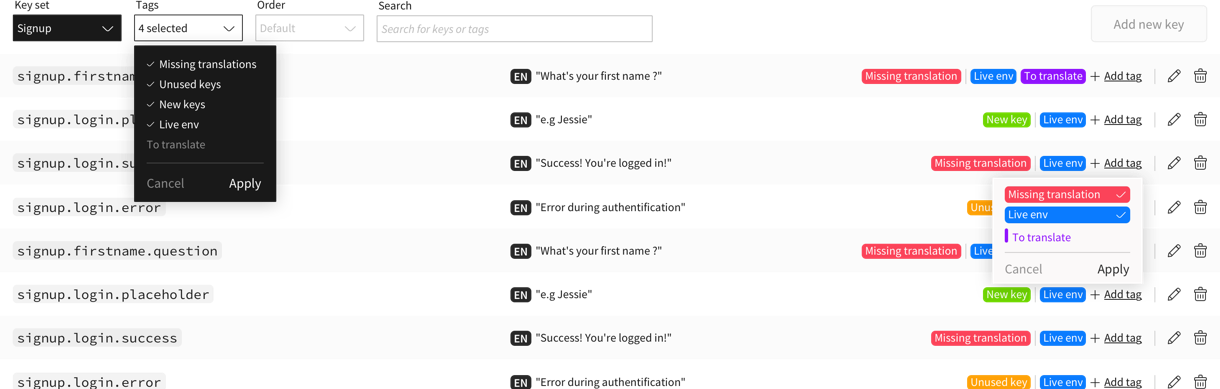 Key set Tags Order Search
Signup 4 selected Default Search for keys or tags Add new key
Missing translations
Unused keys
New keys
Live env
To translate
Cancel Apply
signup.firstnam EN "What's your first name ?" Missing translation Live env To translate + Add tag
signup.login.pl EN "e.g Jessie" New key Live env + Add tag
signup.login.su EN "Success! You're logged in!" Missing translation Live env + Add tag
Missing translation
Live env
To translate
Cancel Apply
signup.login.error EN "Error during authentification" Unus
signup.firstname.question EN "What's your first name ?" Missing translation Live
signup.login.placeholder EN "e.g Jessie" New key Live env + Add tag
signup.login.success EN "Success! You're logged in!" Missing translation Live env + Add tag
signup.login.error EN "Error during authentification" Unused key Live env + Add tag